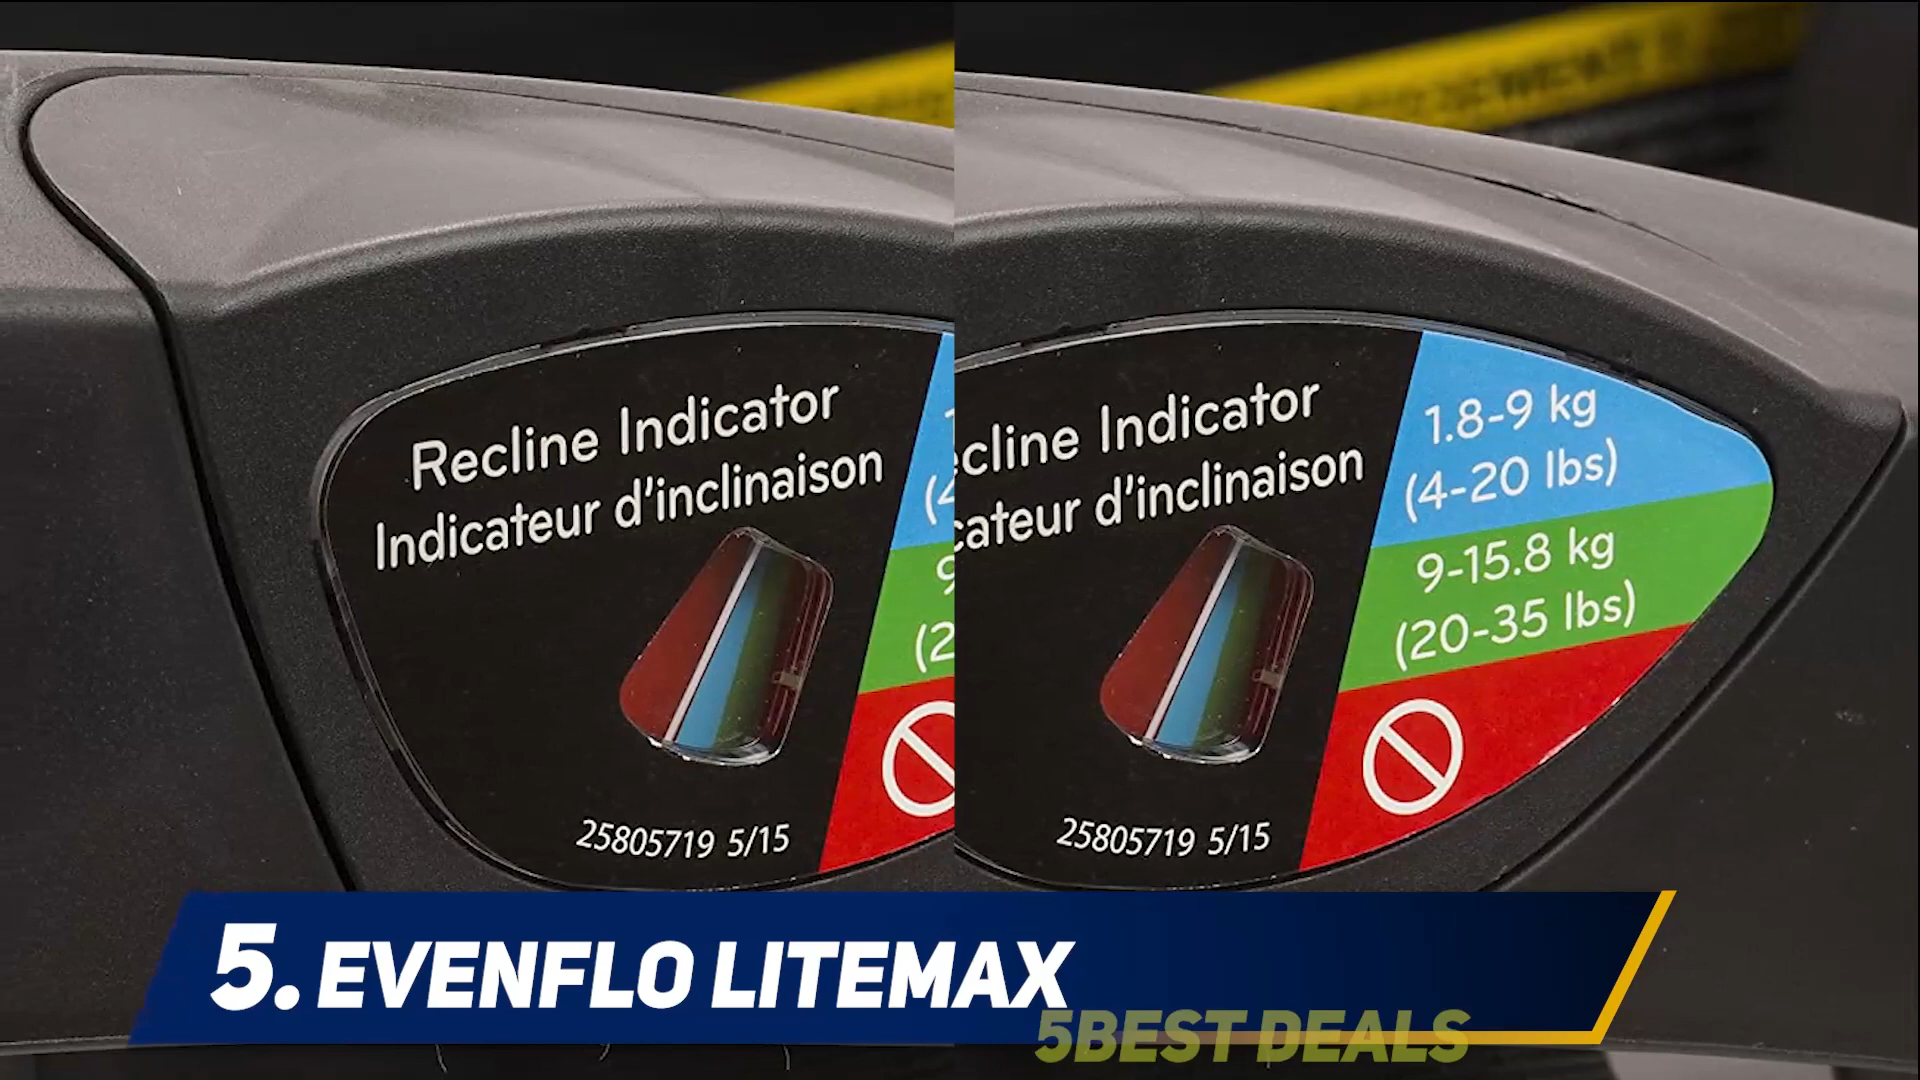 Recline Indicator
Indicateur d'inclinaison
25805719 5/15
cline Indicator
cateur d'inclinaison
1.8-9 kg
(4-20 lbs)
9-15.8 kg
(20-35 lbs)
25805719 5/15
5. EVENFLO LITEMAX
5BEST DEALS